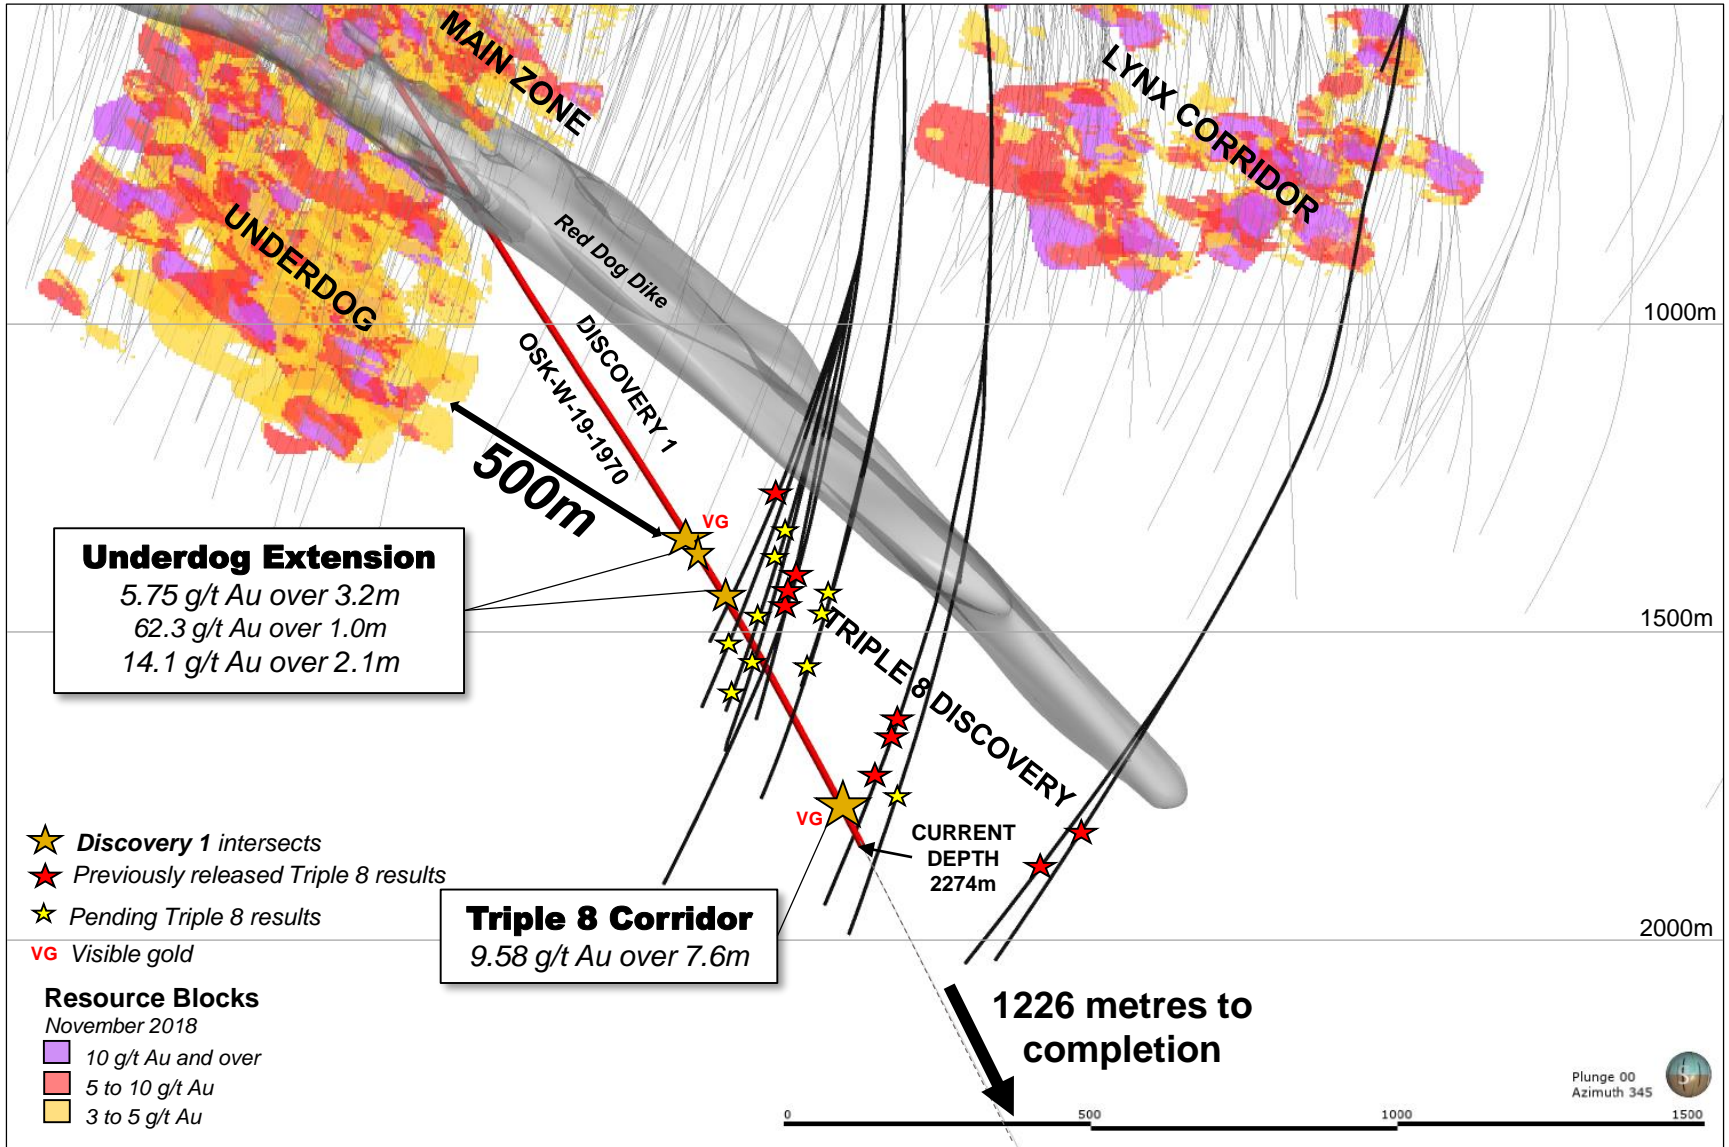 MAIN ZONE
LYNX CORRIDOR
UNDERDOG
Red Dog Dike
1000m
DISCOVERY 1
OSK-W-19-1970
500m
VG
Underdog Extension
5.75 g/t Au over 3.2m
62.3 g/t Au over 1.0m
14.1 g/t Au over 2.1m
1500m
TRIPLE 8 DISCOVERY
VG
CURRENT
DEPTH
2274m
Discovery 1 intersects
Previously released Triple 8 results
Pending Triple 8 results
VG Visible gold
Triple 8 Corridor
9.58 g/t Au over 7.6m
2000m
Resource Blocks
November 2018
10 g/t Au and over
5 to 10 g/t Au
3 to 5 g/t Au
1226 metres to
completion
Plunge 00
Azimuth 345
S
0 500 1000 1500